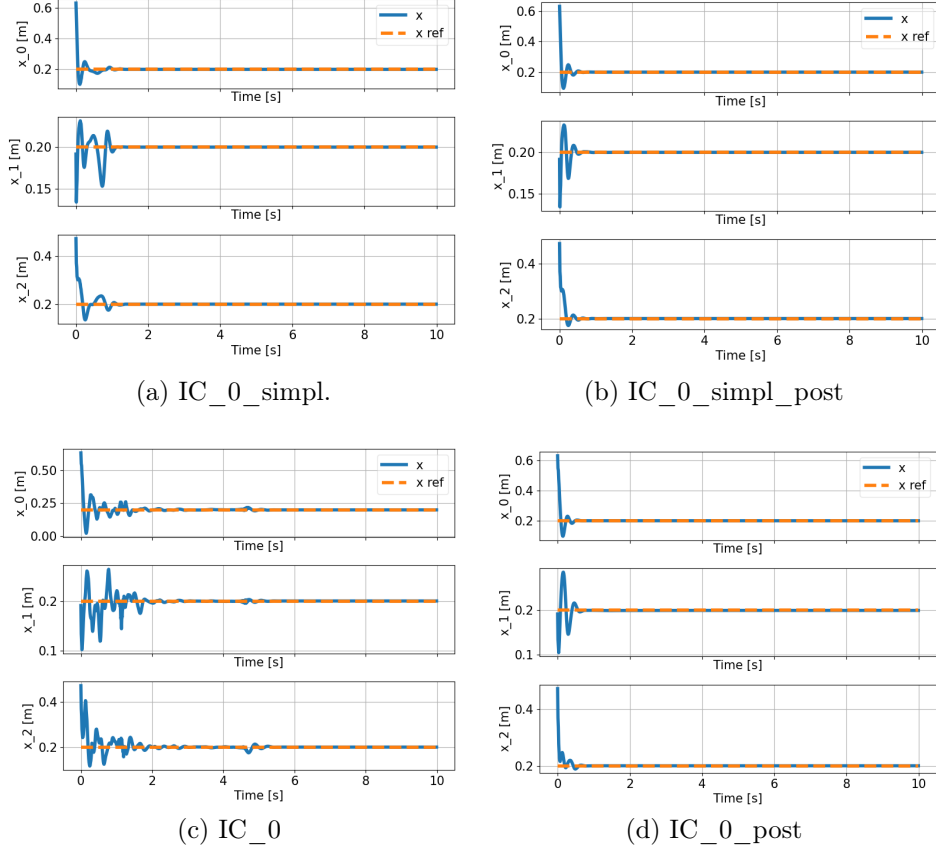 x_0 [m]
0.6
0.4
0.2
x
x ref
Time [s]
x_1 [m]
0.20
0.15
Time [s]
x_2 [m]
0.4
0.2
0 2 4 6 8 10
Time [s]
(a) IC_0_simpl.
x_0 [m]
0.6
0.4
0.2
x
x ref
Time [s]
x_1 [m]
0.20
0.15
Time [s]
x_2 [m]
0.4
0.2
0 2 4 6 8 10
Time [s]
(b) IC_0_simpl_post
x_0 [m]
0.50
0.25
0.00
x
x ref
Time [s]
x_1 [m]
0.2
0.1
Time [s]
x_2 [m]
0.4
0.2
0 2 4 6 8 10
Time [s]
(c) IC_0
x_0 [m]
0.6
0.4
0.2
x
x ref
Time [s]
x_1 [m]
0.2
0.1
Time [s]
x_2 [m]
0.4
0.2
0 2 4 6 8 10
Time [s]
(d) IC_0_post